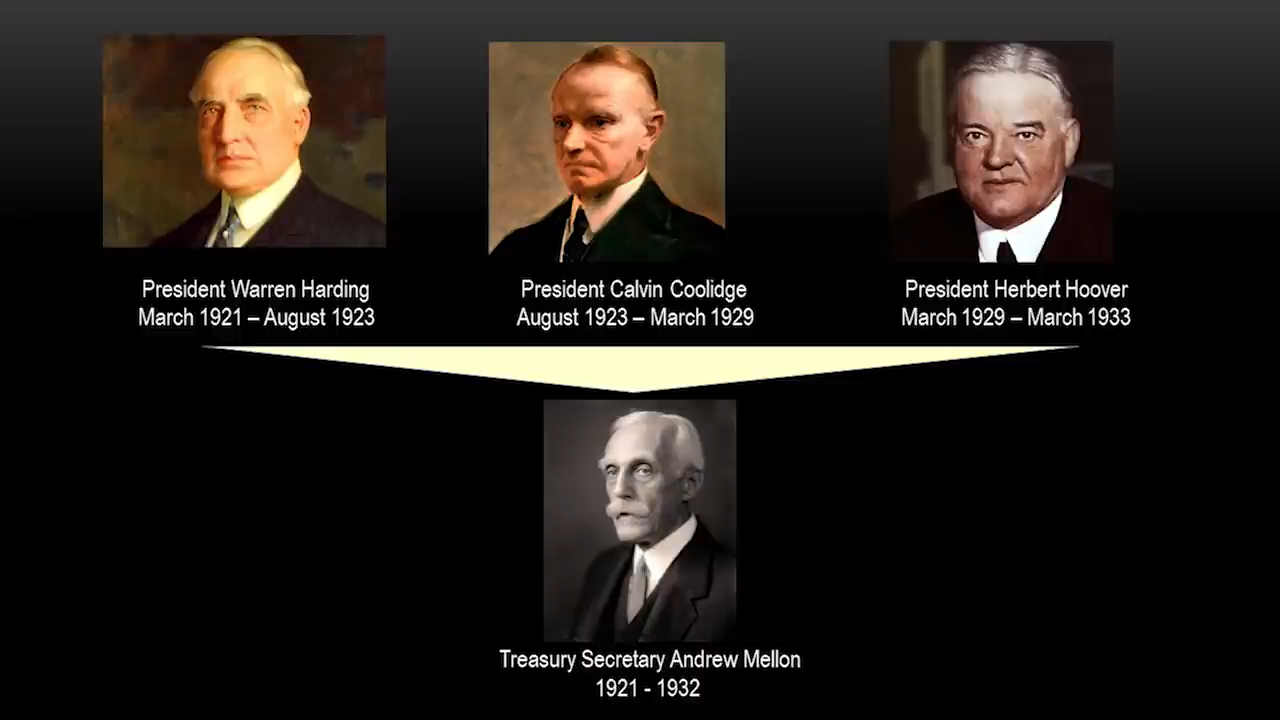 President Warren Harding
March 1921 – August 1923
President Calvin Coolidge
August 1923 – March 1929
President Herbert Hoover
March 1929 – March 1933
Treasury Secretary Andrew Mellon
1921 - 1932